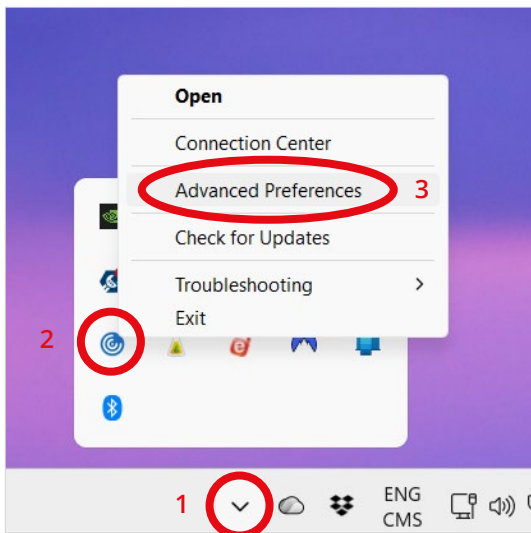 Open
Connection Center
Advanced Preferences 3
Check for Updates
Troubleshooting
Exit
2
1
ENG
CMS